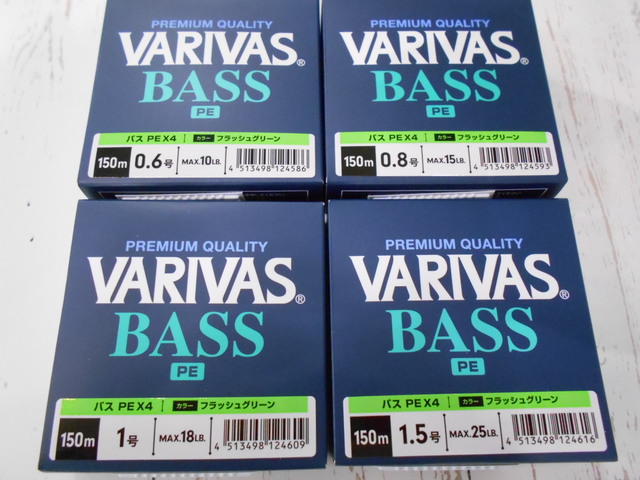 PREMIUM QUALITY
VARIVAS®
BASS
PE
バス PE X4 カラー フラッシュグリーン
150m 0.6号 MAX.10LB.
4 513498 124586
PREMIUM QUALITY
VARIVAS®
BASS
PE
バス PE X4 カラー フラッシュグリーン
150m 0.8号 MAX.15LB.
4 513498 124593
PREMIUM QUALITY
VARIVAS®
BASS
PE
バス PE X4 カラー フラッシュグリーン
150m 1号 MAX.18LB.
4 513498 124609
PREMIUM QUALITY
VARIVAS®
BASS
PE
バス PE X4 カラー フラッシュグリーン
150m 1.5号 MAX.25LB.
4 513498 124616